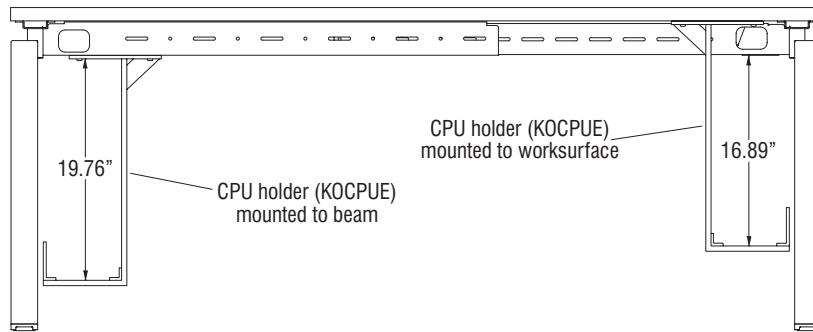 CPU holder (KOCPUE)
mounted to worksurface
16.89”
19.76”
CPU holder (KOCPUE)
mounted to beam